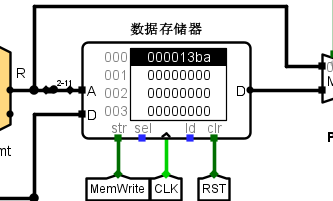 数据存储器
R
2-11
000 000013ba
001 00000000
A 002 00000000 D
D 003 00000000
str sel ld clr
mt
MemWrite CLK RST